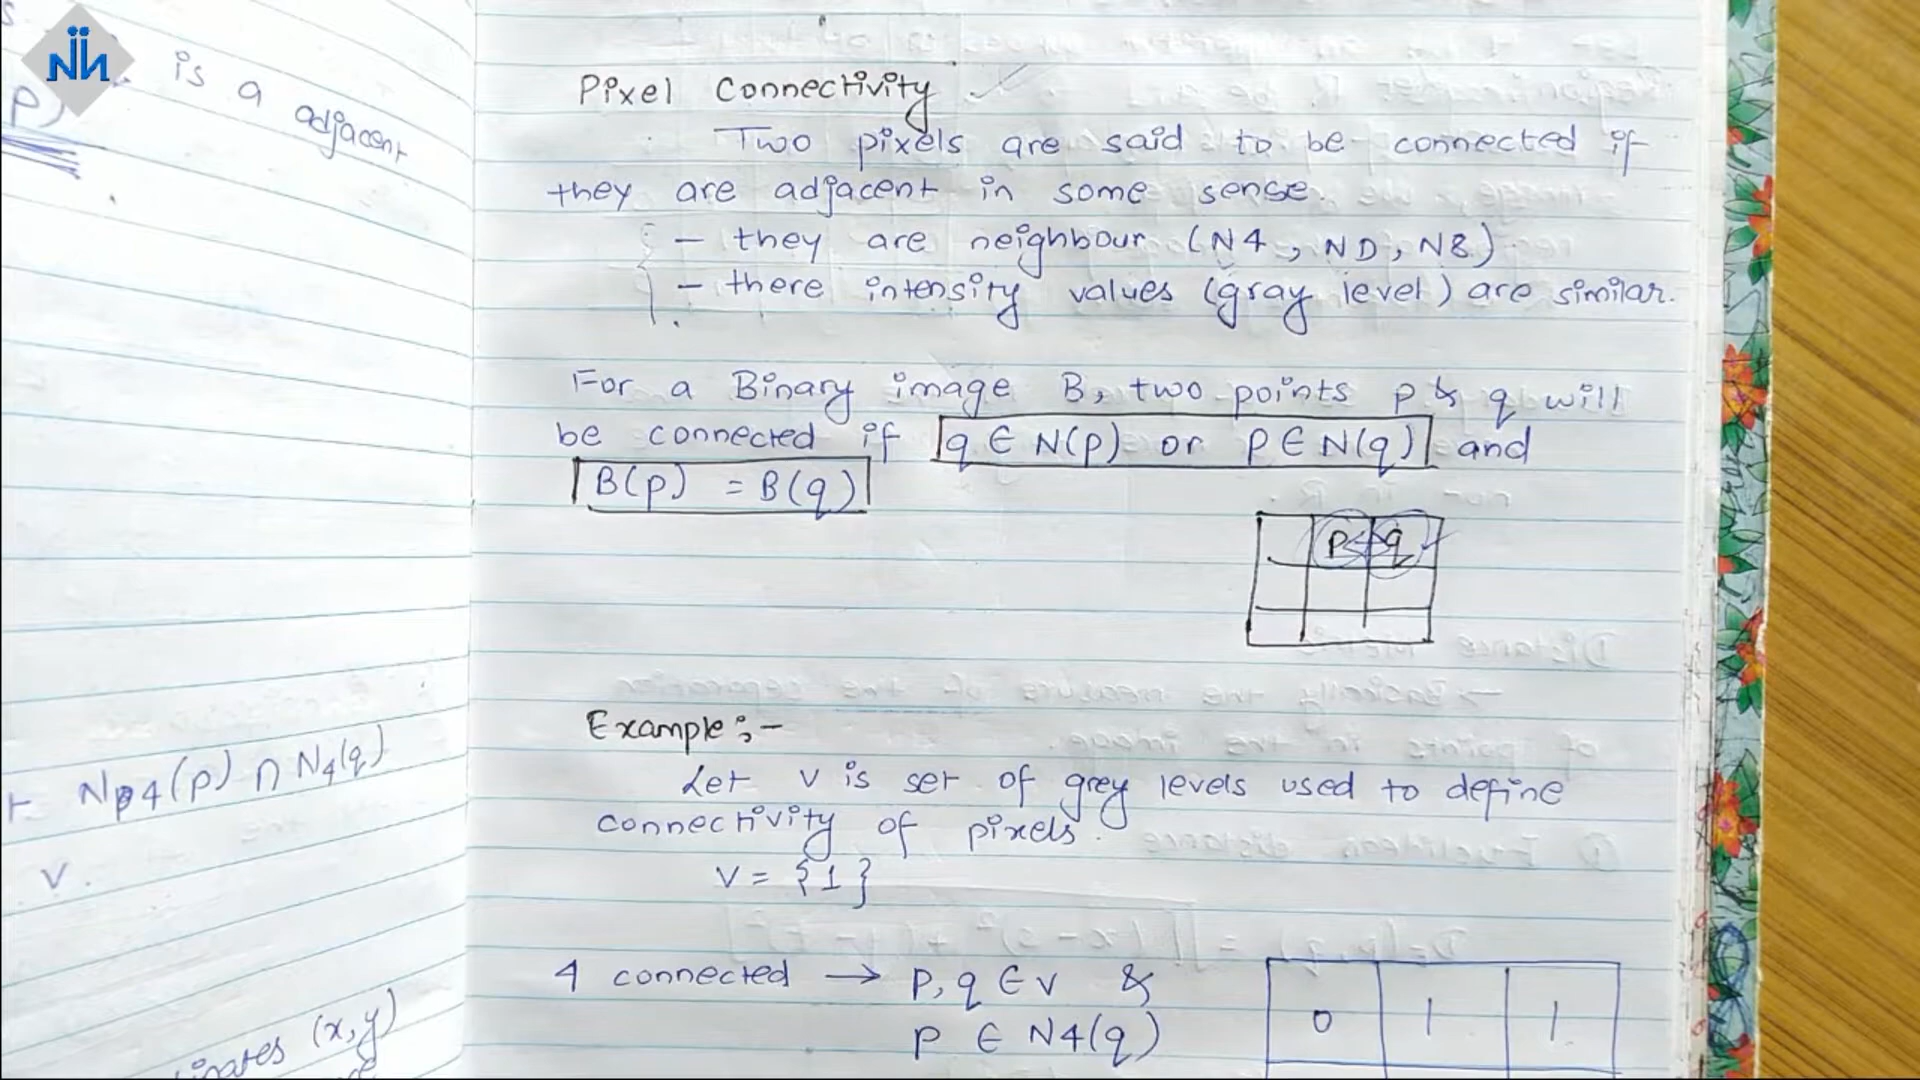 is a
adjacent
P)
Np4(p) ∩ N4(q)
V.
(x,y)
Pixel Connectivity
Two pixels are said to be connected if
they are adjacent in some sense.
- they are neighbour (N4, ND, N8)
- there intensity values (gray level) are similar.
For a Binary image B, two points p & q will
be connected if q ∈ N(p) or p ∈ N(q) and
B(p) = B(q)
P q
Example:-
Let V is set of grey levels used to define
connectivity of pixels.
V = {1}
4 connected → p, q ∈ V &
p ∈ N4(q)
0 1 1